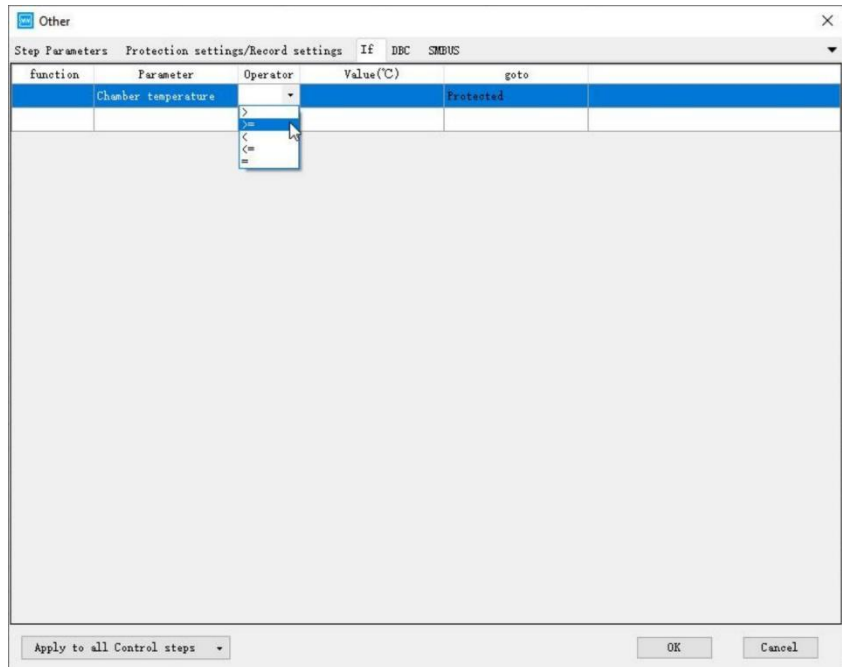 Other
Step Parameters Protection settings/Record settings If DBC SMBUS
function Parameter Operator Value(℃) goto
Chamber temperature Protected
>
>=
<
<=
=
Apply to all Control steps OK Cancel